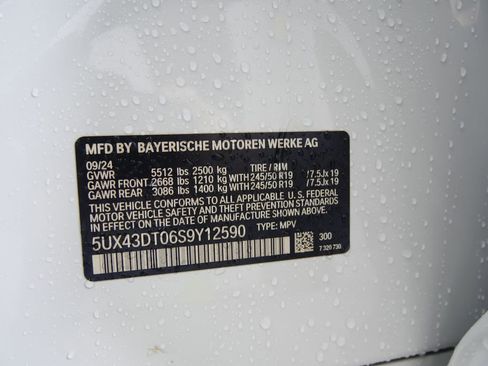 MFD BY BAYERISCHE MOTOREN WERKE AG
09/24 TIRE / RIM
GVWR 5512 lbs 2500 kg
GAWR FRONT 2668 lbs 1210 kg WITH 245/50 R19 /7.5Jx 19
GAWR REAR 3086 lbs 1400 kg WITH 245/50 R19 /7.5Jx 19
THIS VEHICLE CONFORMS TO ALL APPLICABLE U.S. FEDERAL
MOTOR VEHICLE SAFETY, BUMPER AND THEFT
PREVENTION STANDARDS IN EFFECT ON THE DATE OF
MANUFACTURE SHOWN ABOVE.
5UX43DT06S9Y12590 TYPE: MPV
300
7 320 730